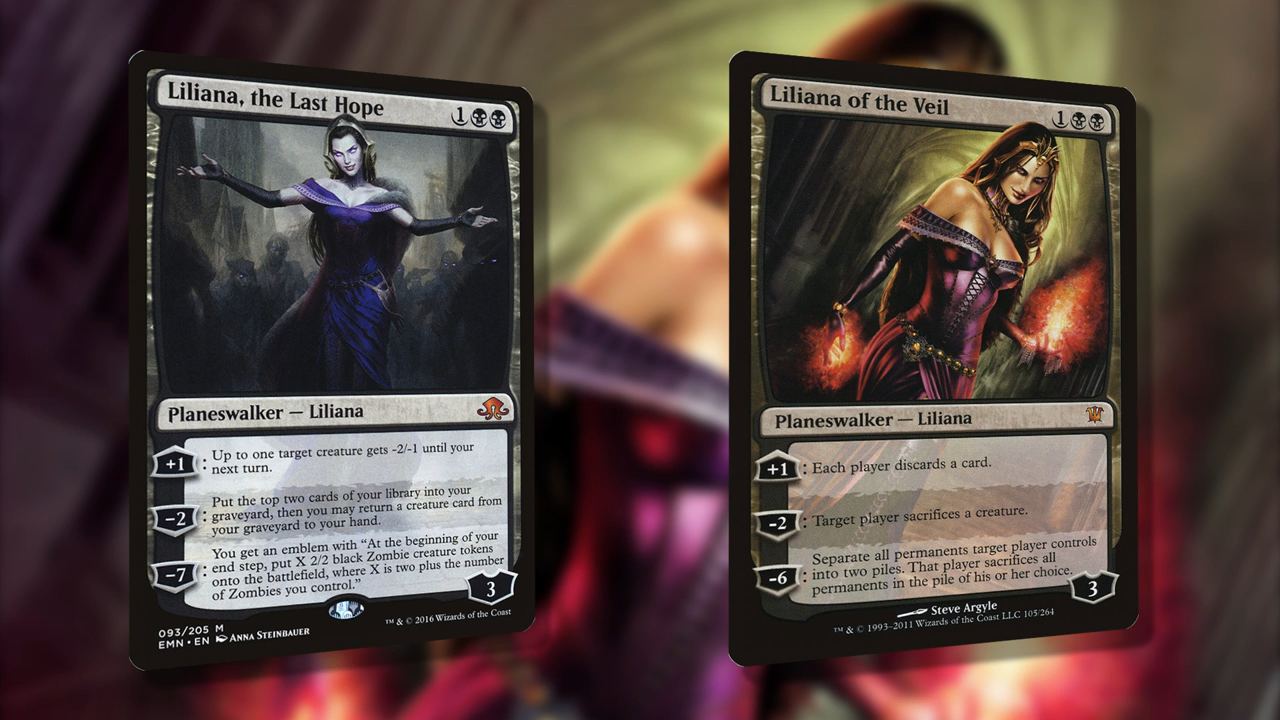 Liliana, the Last Hope
1
Planeswalker — Liliana
+1 : Up to one target creature gets -2/-1 until your
next turn.
-2 : Put the top two cards of your library into your
graveyard, then you may return a creature card from
your graveyard to your hand.
-7 : You get an emblem with “At the beginning of your
end step, put X 2/2 black Zombie creature tokens
onto the battlefield, where X is two plus the number
of Zombies you control.”
3
093/205 M
EMN • EN Anna Steinbauer
™ & © 2016 Wizards of the Coast
Liliana of the Veil
1
Planeswalker — Liliana
+1 : Each player discards a card.
-2 : Target player sacrifices a creature.
-6 : Separate all permanents target player controls
into two piles. That player sacrifices all
permanents in the pile of his or her choice.
3
Steve Argyle
™ & © 1993-2011 Wizards of the Coast LLC 105/264